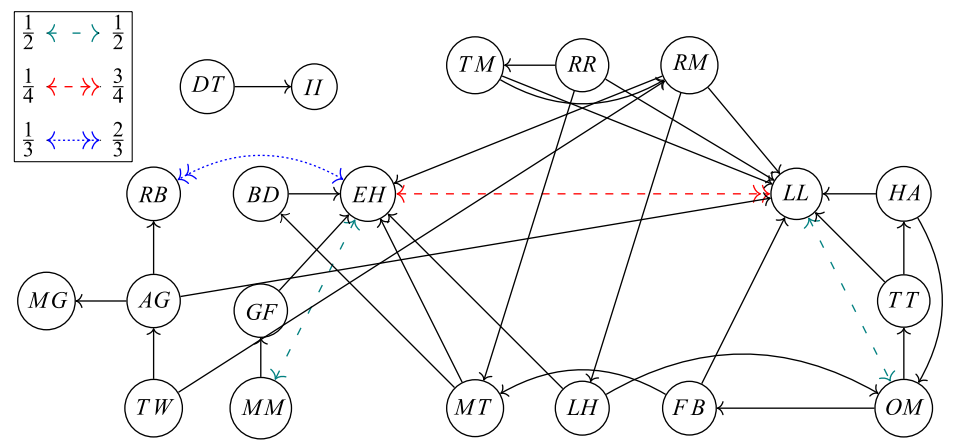 1/2 1/2
1/4 3/4
1/3 2/3
DT II TM RR RM
RB BD EH LL HA
MG AG GF TT
TW MM MT LH FB OM